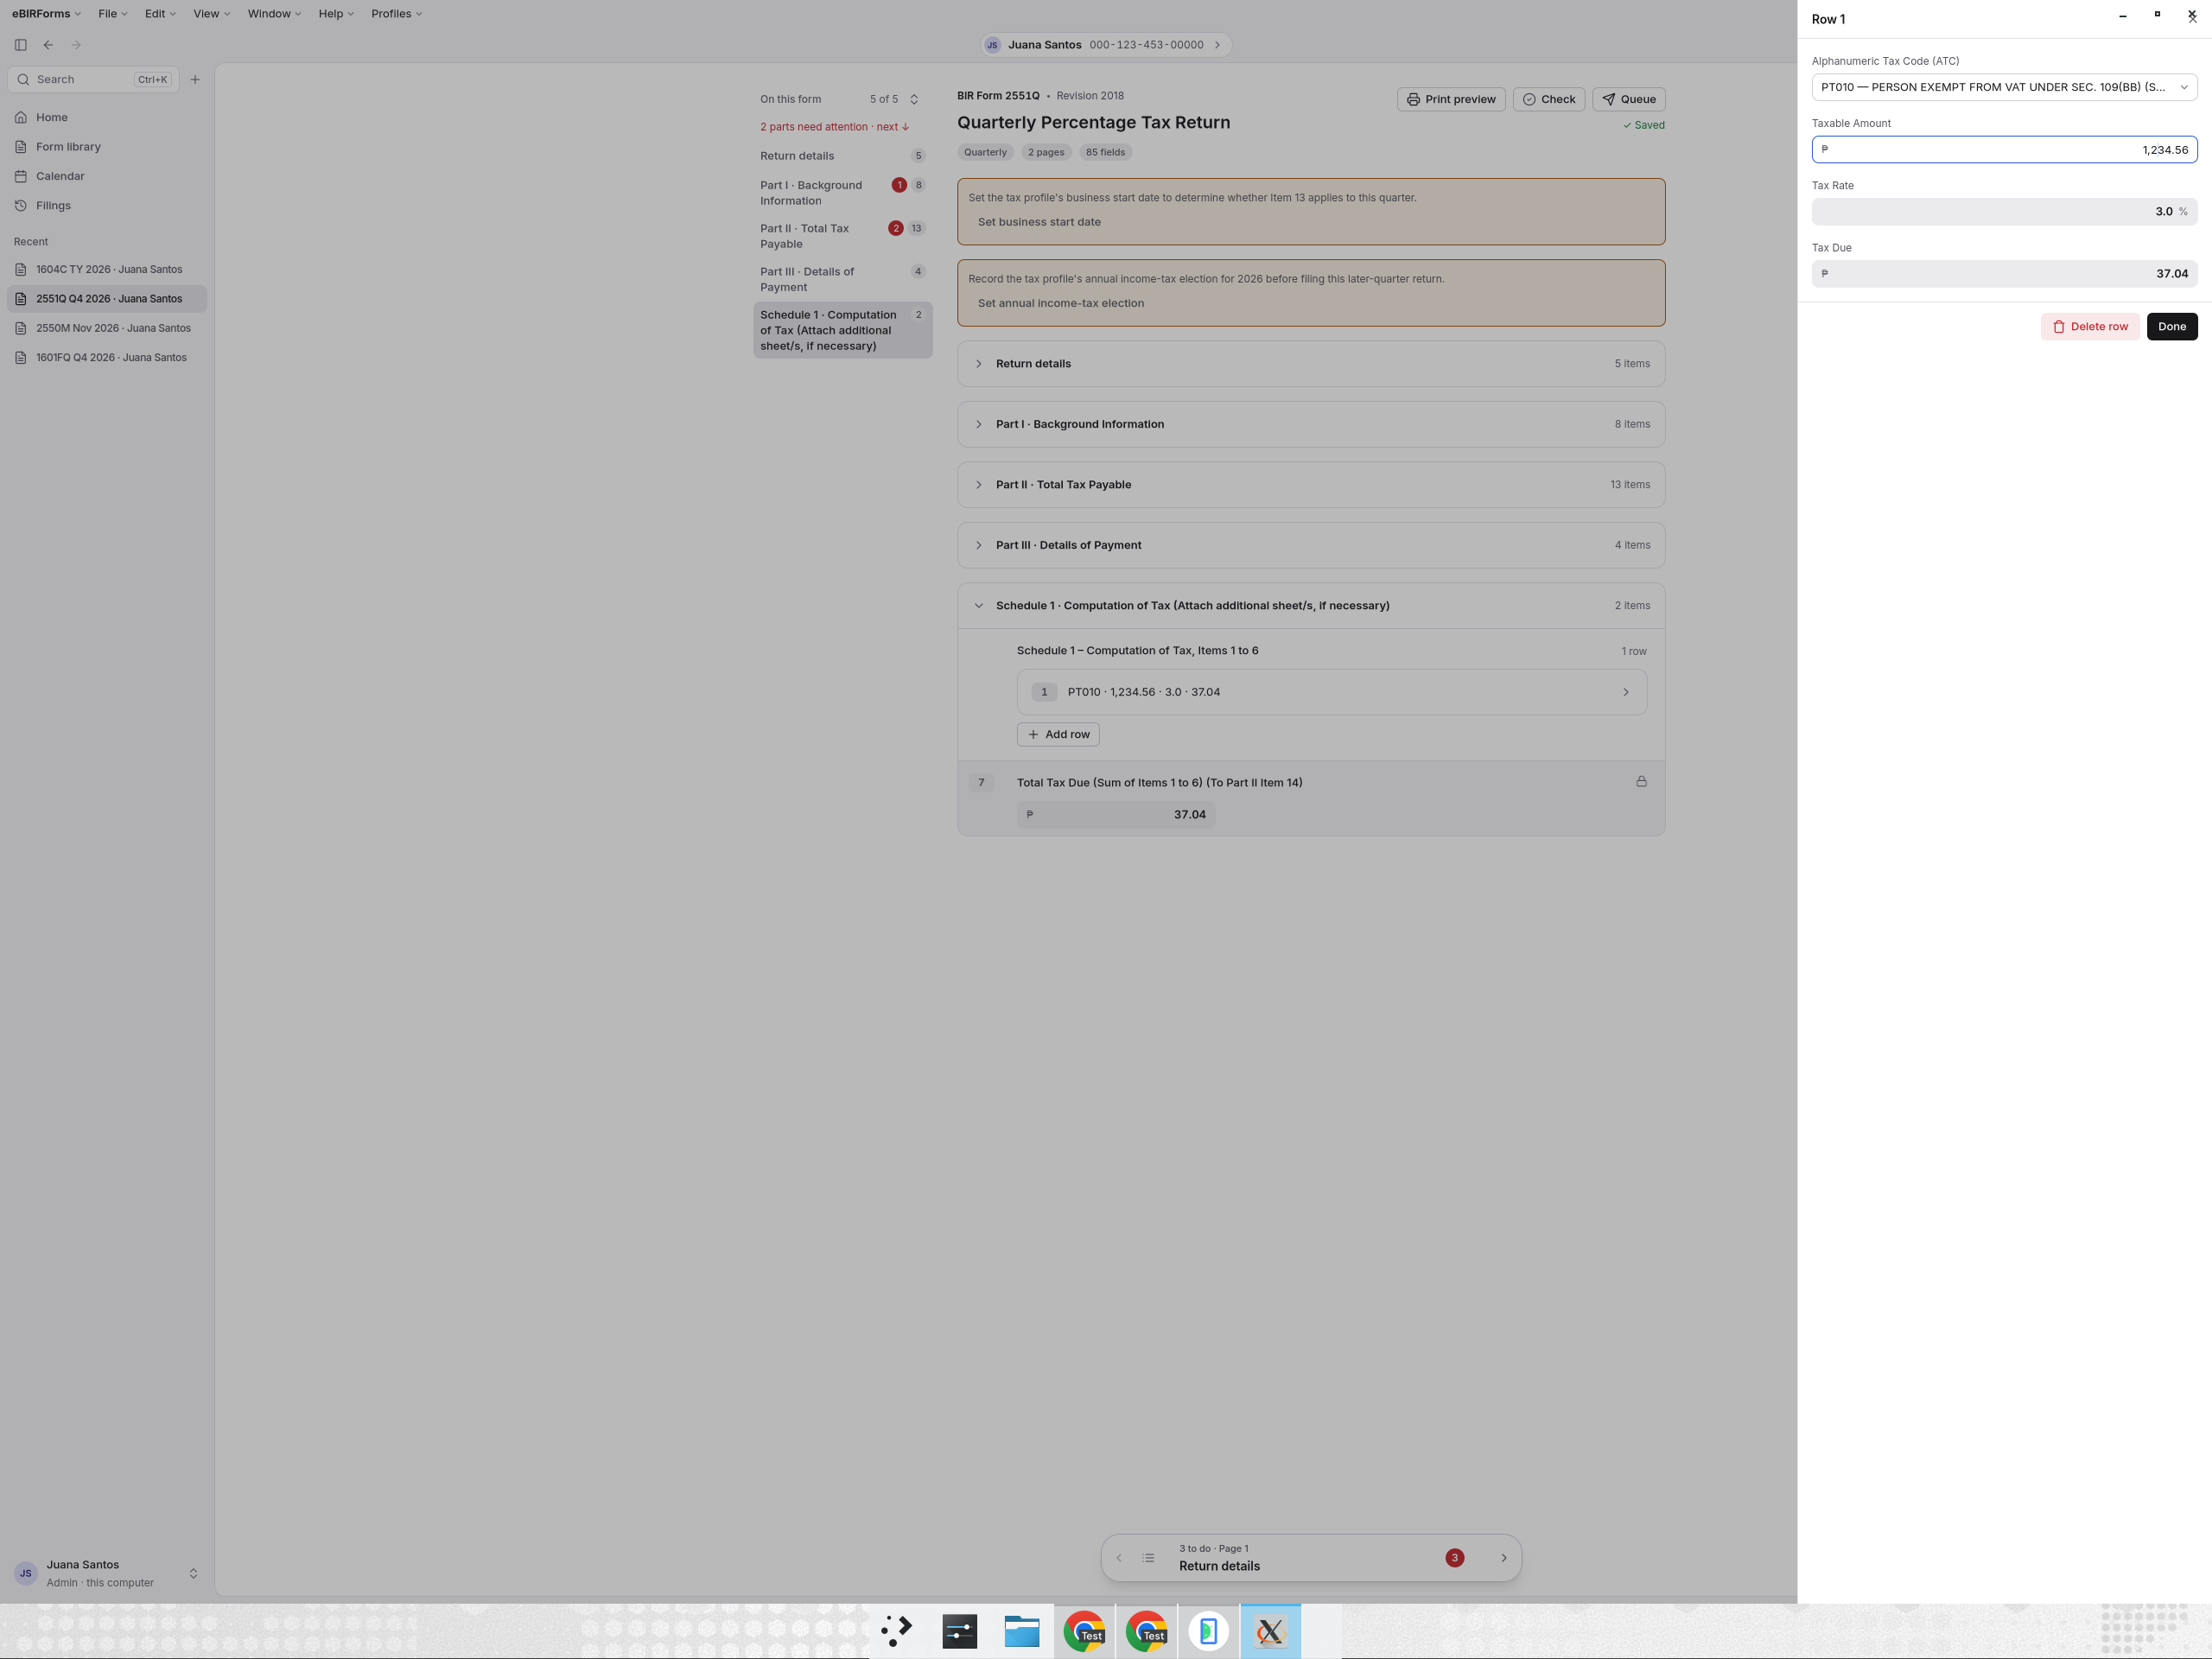 eBIRForms File Edit View Window Help Profiles
JS Juana Santos 000-123-453-00000
Search Ctrl+K
Home
Form library
Calendar
Filings
Recent
1604C TY 2026 · Juana Santos
2551Q Q4 2026 · Juana Santos
2550M Nov 2026 · Juana Santos
1601FQ Q4 2026 · Juana Santos
JS Juana Santos
Admin · this computer
On this form 5 of 5
2 parts need attention · next ↓
Return details 5
Part I · Background 1 8
Information
Part II · Total Tax 2 13
Payable
Part III · Details of 4
Payment
Schedule 1 · Computation 2
of Tax (Attach additional
sheet/s, if necessary)
BIR Form 2551Q • Revision 2018
Quarterly Percentage Tax Return
Quarterly 2 pages 85 fields
Print preview Check Queue
✓ Saved
Set the tax profile's business start date to determine whether Item 13 applies to this quarter.
Set business start date
Record the tax profile's annual income-tax election for 2026 before filing this later-quarter return.
Set annual income-tax election
Return details 5 items
Part I · Background Information 8 items
Part II · Total Tax Payable 13 items
Part III · Details of Payment 4 items
Schedule 1 · Computation of Tax (Attach additional sheet/s, if necessary) 2 items
Schedule 1 – Computation of Tax, Items 1 to 6 1 row
1 PT010 · 1,234.56 · 3.0 · 37.04
Add row
7 Total Tax Due (Sum of Items 1 to 6) (To Part II Item 14)
₱ 37.04
3 to do · Page 1
Return details 3
Row 1
Alphanumeric Tax Code (ATC)
PT010 — PERSON EXEMPT FROM VAT UNDER SEC. 109(BB) (S...
Taxable Amount
₱ 1,234.56
Tax Rate
3.0 %
Tax Due
₱ 37.04
Delete row Done
Test Test